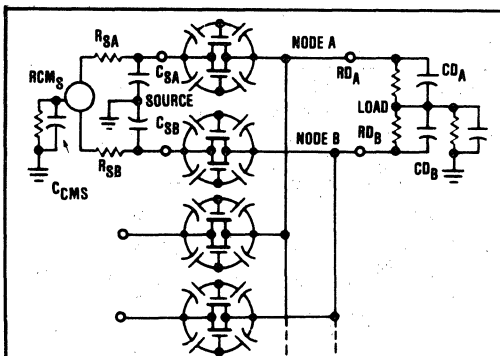 RSA
NODE A
RCMS
CSA
RDA
CDA
SOURCE
LOAD
CSB
NODE B
RDB
RSB
CDB
CCMS